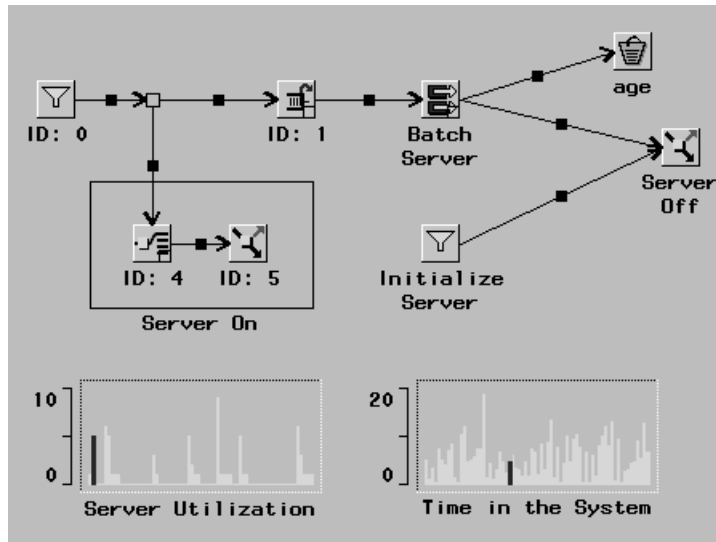 age
ID: 0
ID: 1
Batch
Server
Server
Off
ID: 4
ID: 5
Initialize
Server
Server On
10
0
Server Utilization
20
0
Time in the System